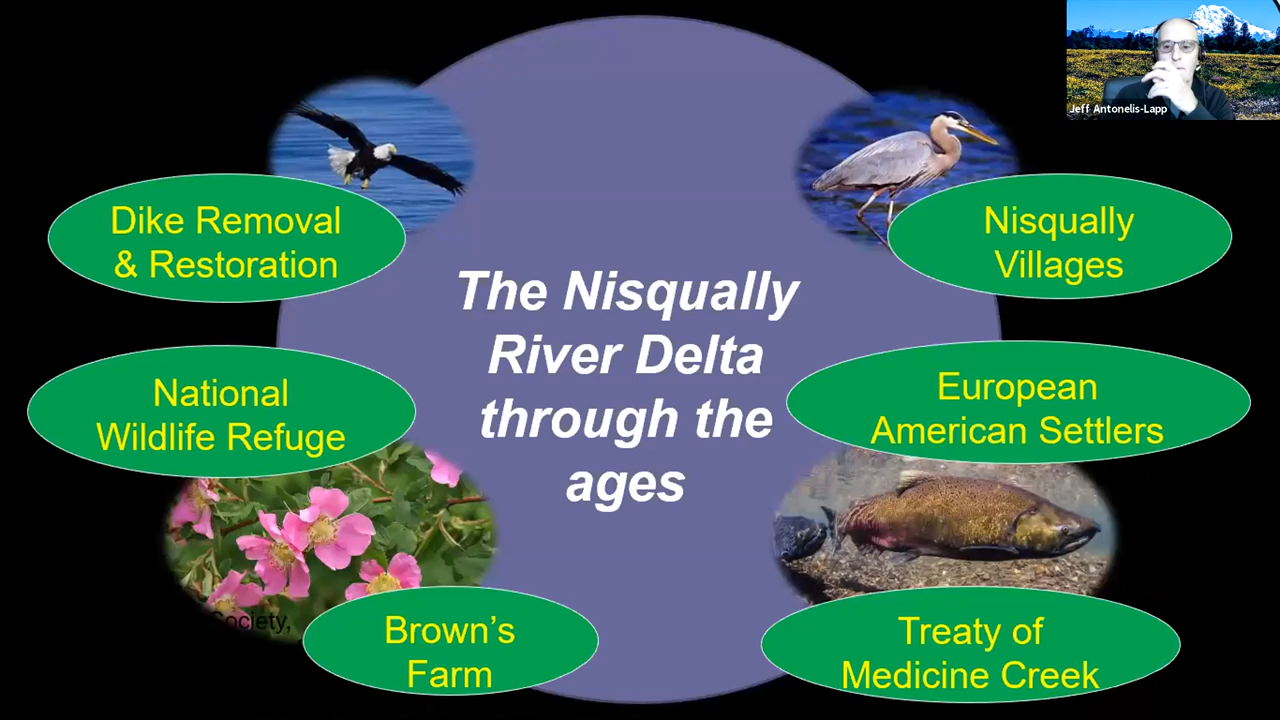 Jeff Antonelis-Lapp
Dike Removal
& Restoration
Nisqually
Villages
The Nisqually
River Delta
through the
ages
National
Wildlife Refuge
European
American Settlers
Society,
Brown's
Farm
Treaty of
Medicine Creek